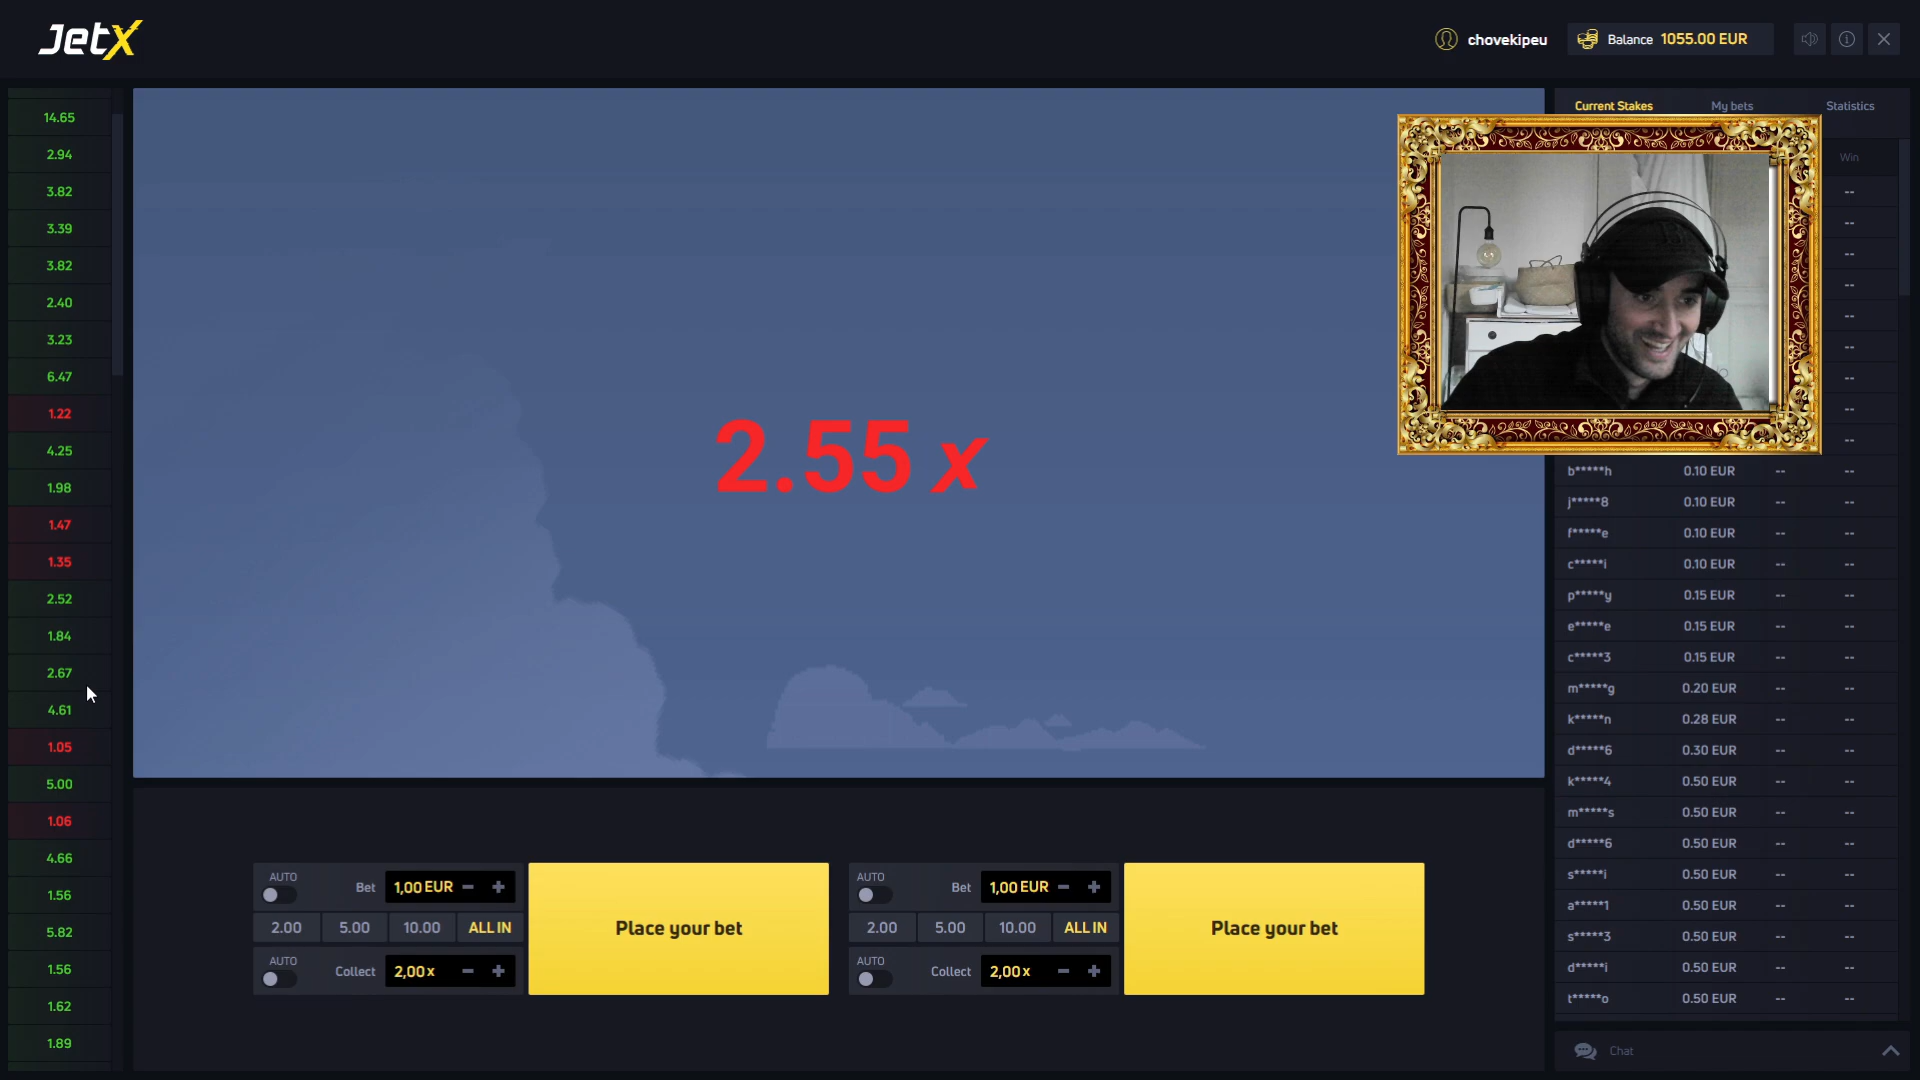 JetX
chovekipeu
Balance 1055.00 EUR
14.65
2.94
3.82
3.39
3.82
2.40
3.23
6.47
1.22
4.25
1.98
1.47
1.35
2.52
1.84
2.67
4.61
1.05
5.00
1.06
4.66
1.56
5.82
1.56
1.62
1.89
2.55 x
AUTO
Bet 1,00 EUR
2.00 5.00 10.00 ALL IN
AUTO
Collect 2,00 x
Place your bet
AUTO
Bet 1,00 EUR
2.00 5.00 10.00 ALL IN
AUTO
Collect 2,00 x
Place your bet
Current Stakes My bets Statistics
Win
--
--
--
--
--
--
--
--
--
b*****h 0.10 EUR -- --
j*****8 0.10 EUR -- --
f*****e 0.10 EUR -- --
c*****i 0.10 EUR -- --
p*****y 0.15 EUR -- --
e*****e 0.15 EUR -- --
c*****3 0.15 EUR -- --
m*****g 0.20 EUR -- --
k*****n 0.28 EUR -- --
d*****6 0.30 EUR -- --
k*****4 0.50 EUR -- --
m*****s 0.50 EUR -- --
d*****6 0.50 EUR -- --
s*****i 0.50 EUR -- --
a*****1 0.50 EUR -- --
s*****3 0.50 EUR -- --
d*****i 0.50 EUR -- --
t*****o 0.50 EUR -- --
Chat